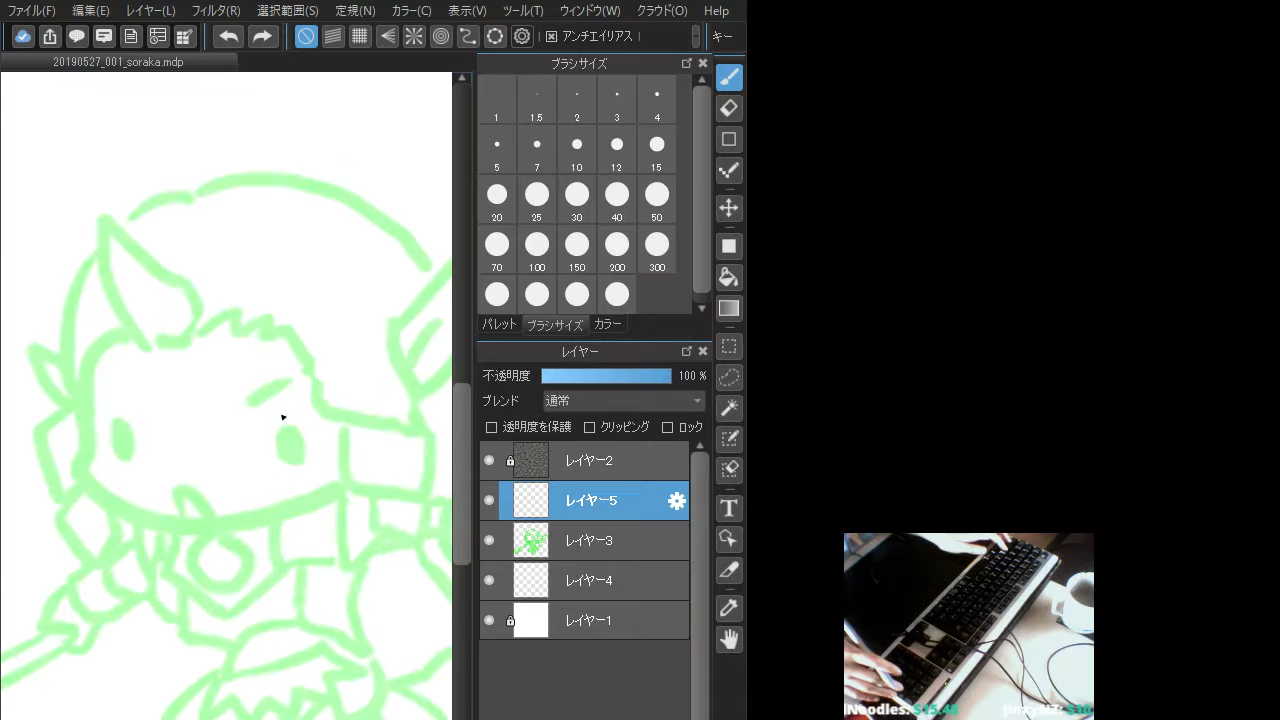 ファイル(F) 編集(E) レイヤー(L) フィルタ(R) 選択範囲(S) 定規(N) カラー(C) 表示(V) ツール(T) ウィンドウ(W) クラウド(O) Help
アンチエイリアス キー
20190527_001_soraka.mdp
ブラシサイズ
1 1.5 2 3 4
5 7 10 12 15
20 25 30 40 50
70 100 150 200 300
パレット ブラシサイズ カラー
レイヤー
不透明度 100 %
ブレンド 通常
透明度を保護 クリッピング ロック
レイヤー2
レイヤー5
レイヤー3
レイヤー4
レイヤー1
T
Noodles: $15.48